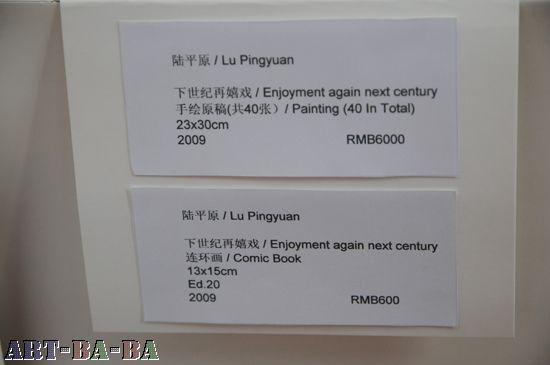 陆平原 / Lu Pingyuan
下世纪再嬉戏 / Enjoyment again next century
手绘原稿(共40张） / Painting (40 In Total)
23x30cm
2009 RMB6000
陆平原 / Lu Pingyuan
下世纪再嬉戏 / Enjoyment again next century
连环画 / Comic Book
13x15cm
Ed.20
2009 RMB600
ART-BA-BA